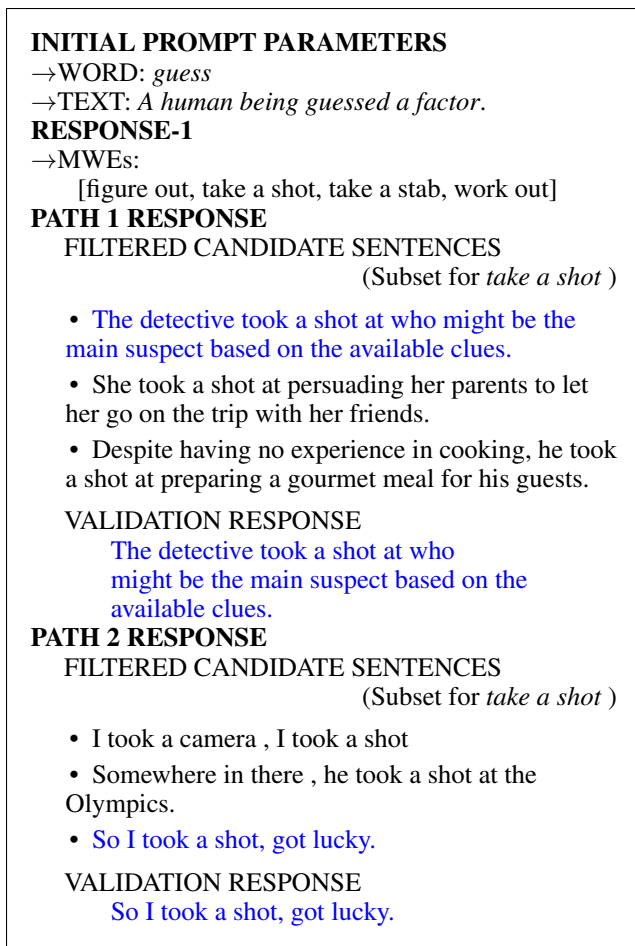 INITIAL PROMPT PARAMETERS
→WORD: guess
→TEXT: A human being guessed a factor.
RESPONSE-1
→MWEs:
[figure out, take a shot, take a stab, work out]
PATH 1 RESPONSE
FILTERED CANDIDATE SENTENCES
(Subset for take a shot )
• The detective took a shot at who might be the
main suspect based on the available clues.
• She took a shot at persuading her parents to let
her go on the trip with her friends.
• Despite having no experience in cooking, he took
a shot at preparing a gourmet meal for his guests.
VALIDATION RESPONSE
The detective took a shot at who
might be the main suspect based on the
available clues.
PATH 2 RESPONSE
FILTERED CANDIDATE SENTENCES
(Subset for take a shot )
• I took a camera , I took a shot
• Somewhere in there , he took a shot at the
Olympics.
• So I took a shot, got lucky.
VALIDATION RESPONSE
So I took a shot, got lucky.